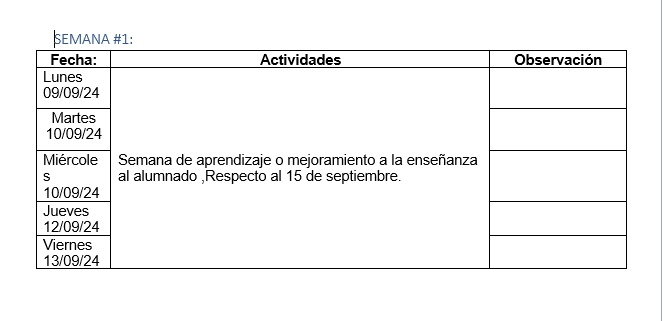 SEMANA #1:
Fecha: Actividades Observación
Lunes
09/09/24
Martes
10/09/24
Miércole
s
10/09/24
Semana de aprendizaje o mejoramiento a la enseñanza
al alumnado ,Respecto al 15 de septiembre.
Jueves
12/09/24
Viernes
13/09/24